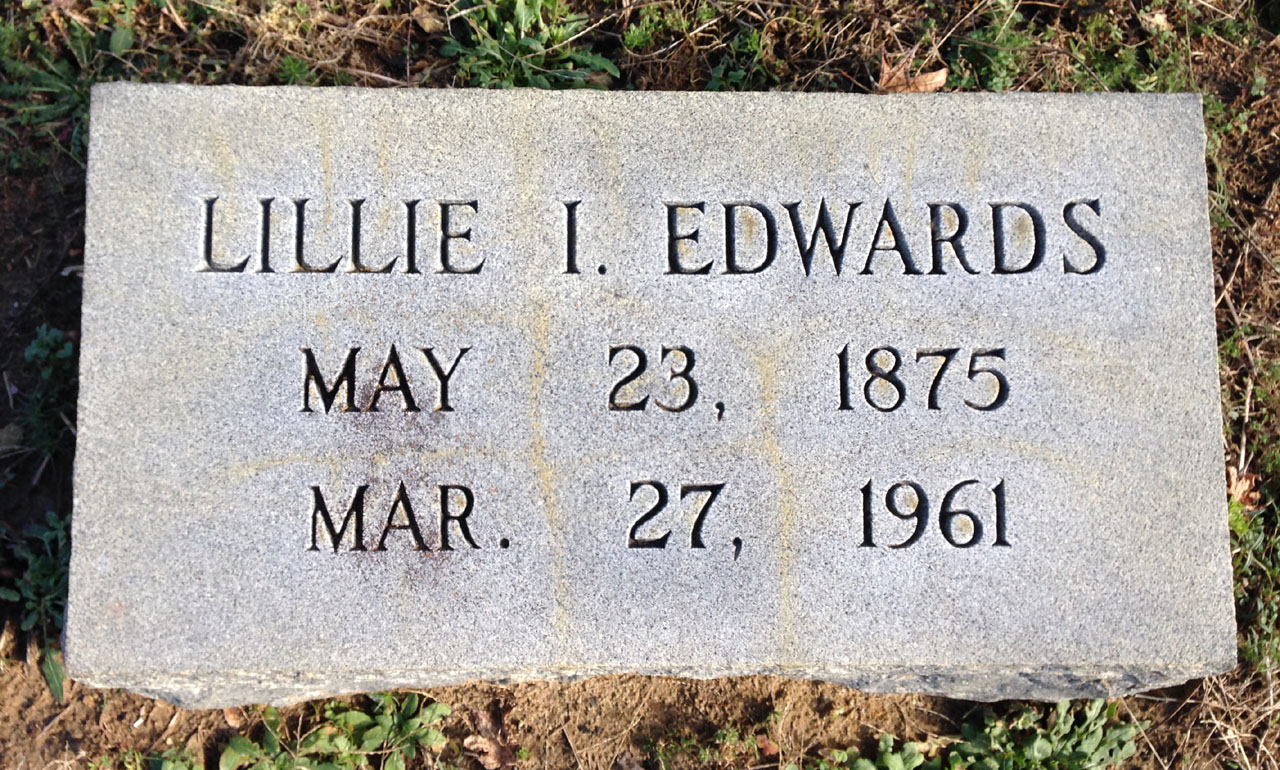 LILLIE I. EDWARDS
MAY 23, 1875
MAR. 27, 1961